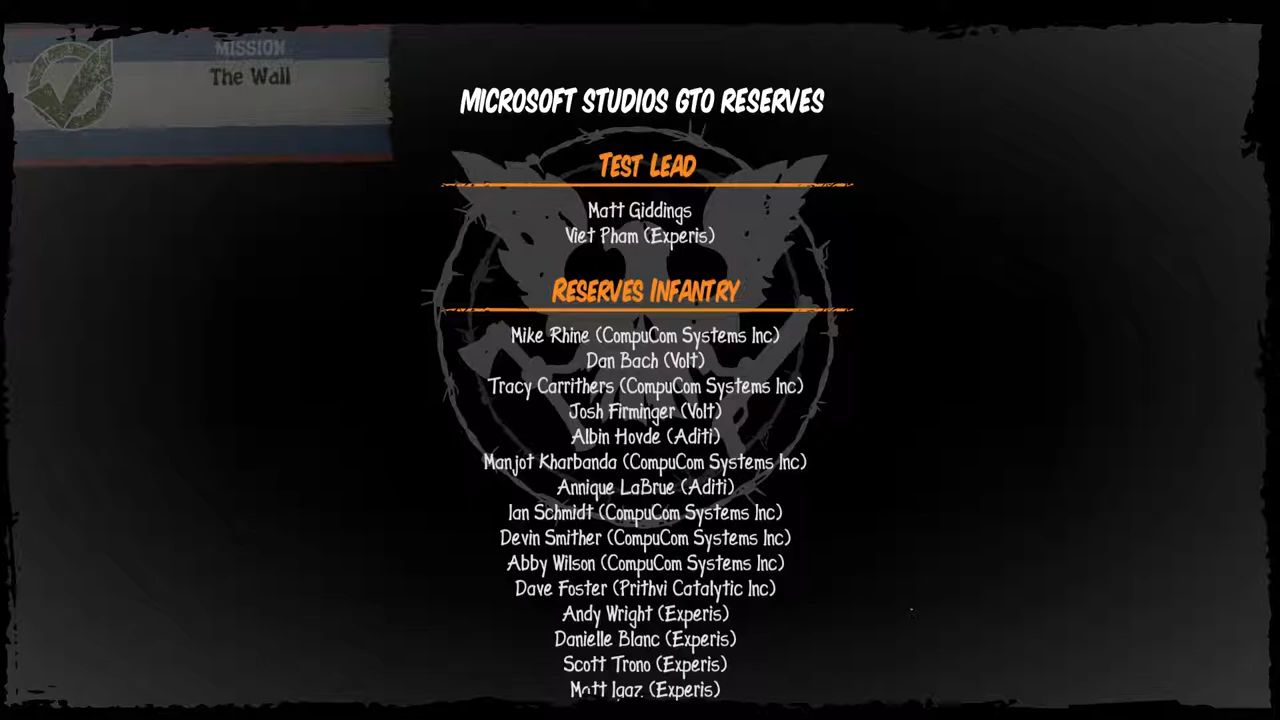 MISSION
The Wall
MICROSOFT STUDIOS GTO RESERVES
TEST LEAD
Matt Giddings
Viet Pham (Experis)
RESERVES INFANTRY
Mike Rhine (CompuCom Systems Inc)
Dan Bach (Volt)
Tracy Carrithers (CompuCom Systems Inc)
Josh Firminger (Volt)
Albin Hovde (Aditi)
Manjot Kharbanda (CompuCom Systems Inc)
Annique LaBrue (Aditi)
Ian Schmidt (CompuCom Systems Inc)
Devin Smither (CompuCom Systems Inc)
Abby Wilson (CompuCom Systems Inc)
Dave Foster (Prithvi Catalytic Inc)
Andy Wright (Experis)
Danielle Blanc (Experis)
Scott Trono (Experis)
Matt Igaz (Experis)